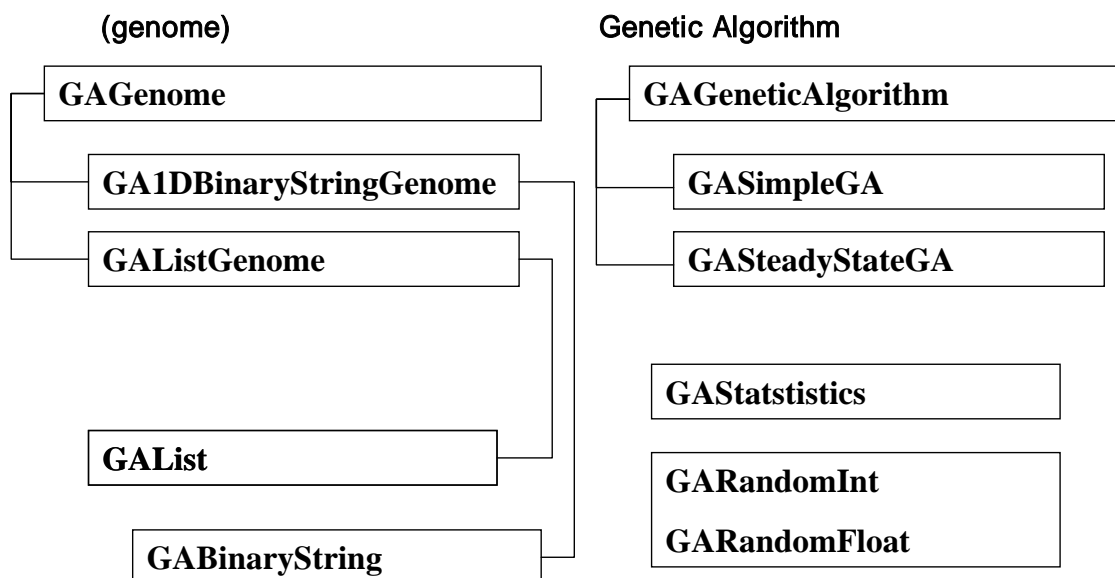 (genome)
GAGenome
GA1DBinaryStringGenome
GAListGenome
GAList
GABinaryString
Genetic Algorithm
GAGeneticAlgorithm
GASimpleGA
GASteadyStateGA
GAStatstistics
GARandomInt
GARandomFloat